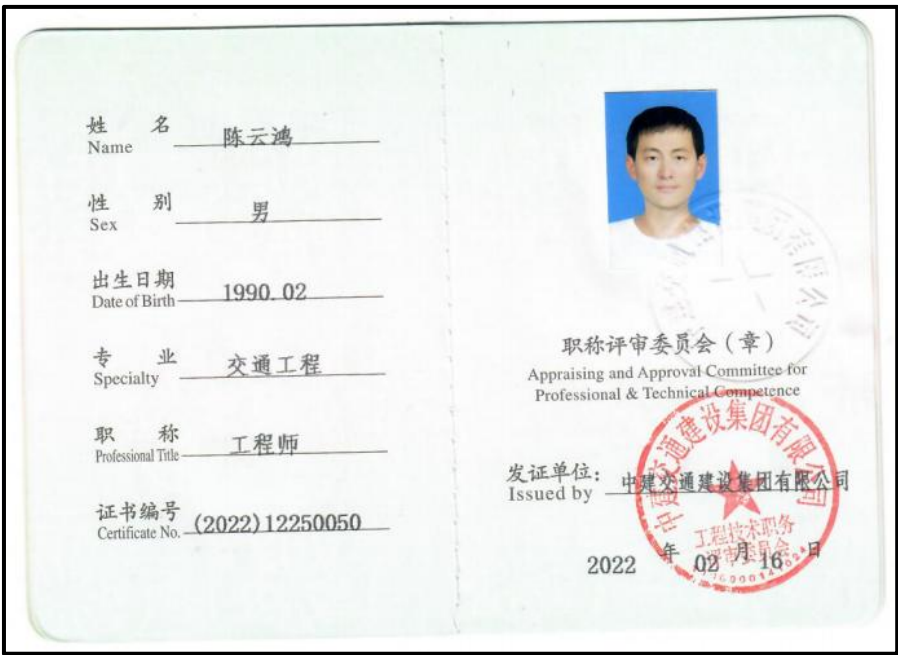 姓 名 陈云鸿
Name
性 别 男
Sex
出生日期 1990.02
Date of Birth
专 业 交通工程
Specialty
职 称 工程师
Professional Title
证书编号 (2022)12250050
Certificate No.
职称评审委员会(章)
Appraising and Approval Committee for
Professional & Technical Competence
发证单位: 中建交通建设集团有限公司
Issued by
2022 年 02 月 16 日
中建交通建设集团有限公司
工程技术职务
评审委员会